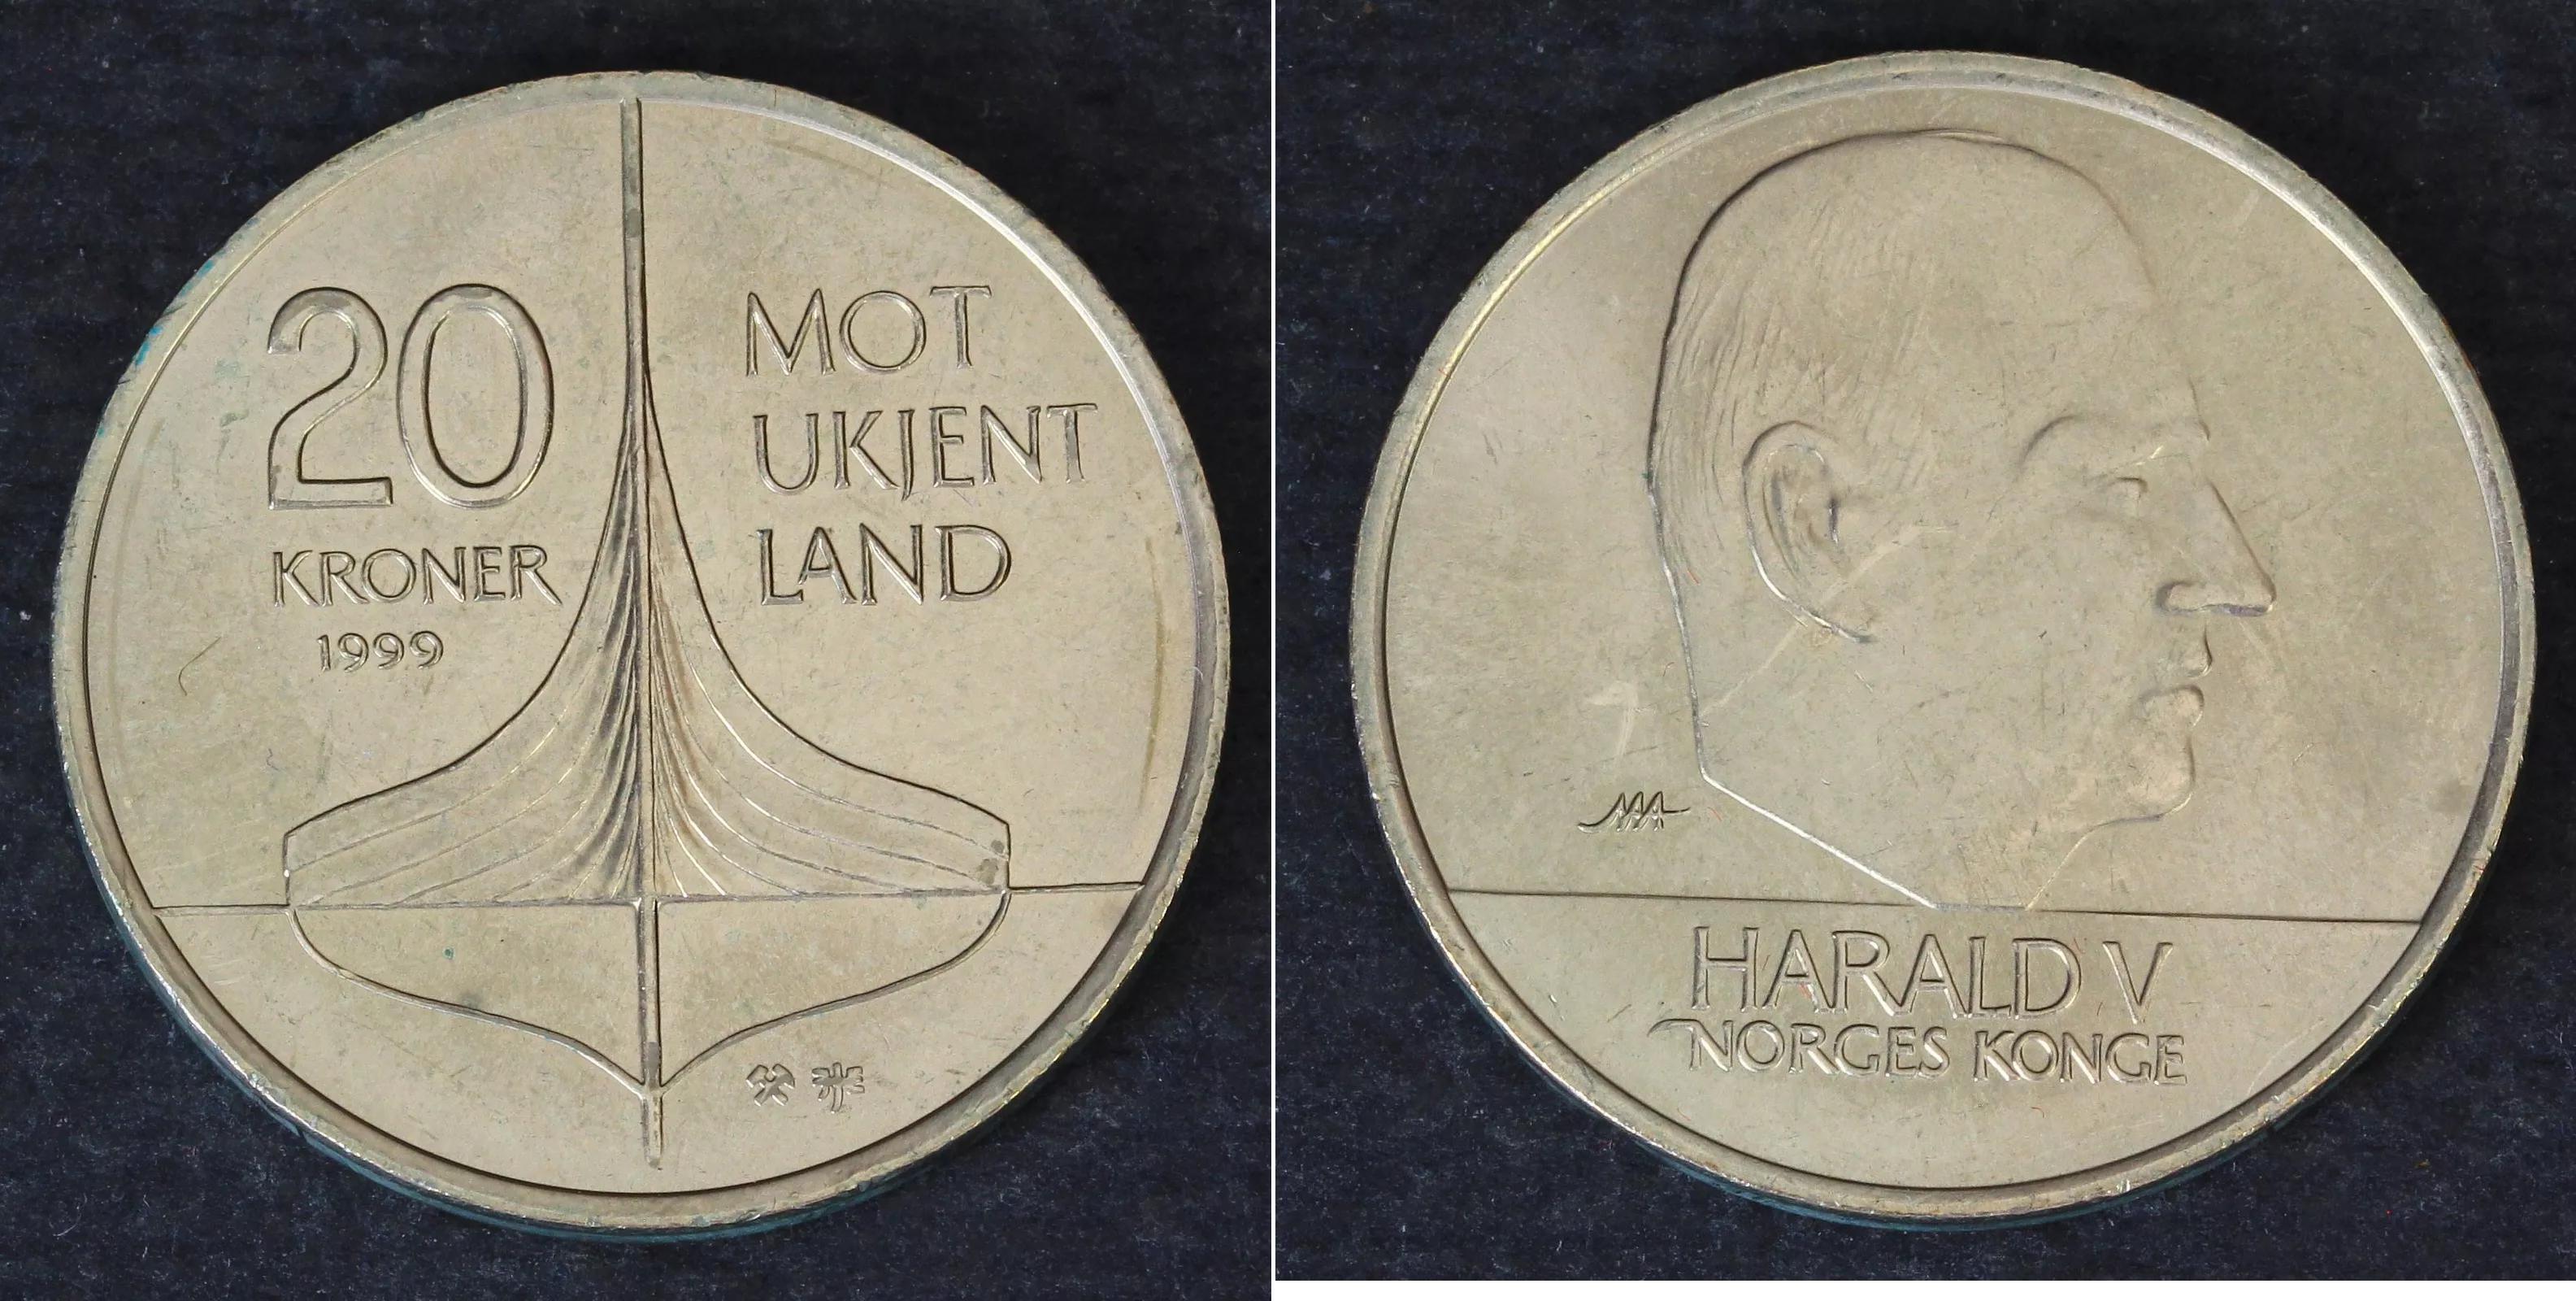 20
KRONER
1999
MOT
UKJENT
LAND
HARALD V
NORGES KONGE